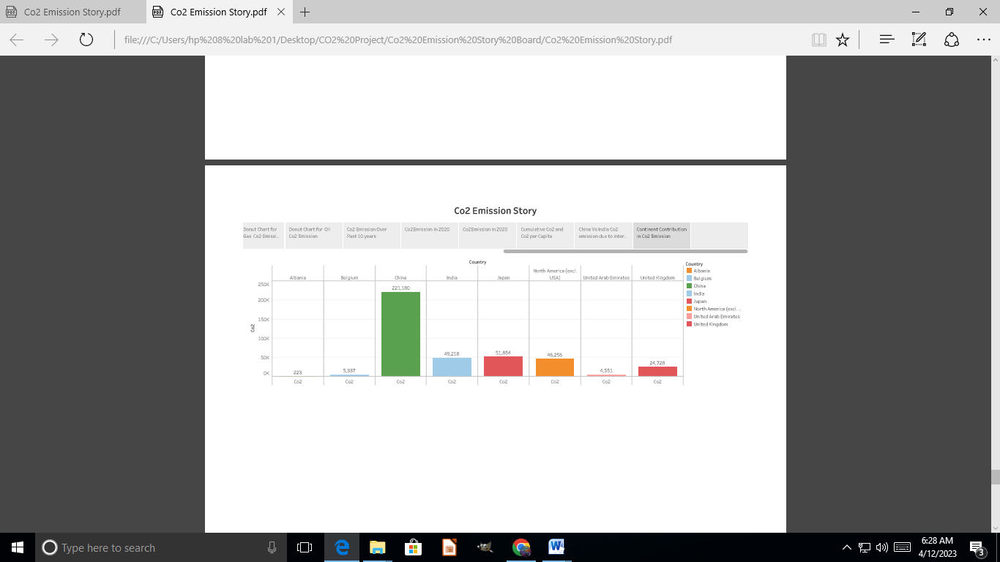 Co2 Emission Story.pdf
Co2 Emission Story.pdf
file:///C:/Users/hp%208%20lab%201/Desktop/CO2%20Project/Co2%20Emission%20Story%20Board/Co2%20Emission%20Story.pdf
Co2 Emission Story
Donut Chart for
Gas Co2 Emissi..
Donut Chart for Oil
Co2 Emission
Co2 Emission Over
Past 10 years
Co2Emission In 2020
Co2Emission In 2020
Cumulative Co2 and
Co2 per Capita
China Vs India Co2
emission due to inter..
Continent Contribution
in Co2 Emission
Country
Albania
Belgium
China
India
Japan
North America (excl.
USA)
United Arab Emirates
United Kingdom
250K
200K
150K
100K
50K
0K
Co2
223
5,337
221,180
49,218
51,854
46,256
4,551
24,728
Co2
Co2
Co2
Co2
Co2
Co2
Co2
Co2
Country
Albania
Belgium
China
India
Japan
North America (excl...
United Arab Emirates
United Kingdom
Type here to search
6:28 AM
4/12/2023
3